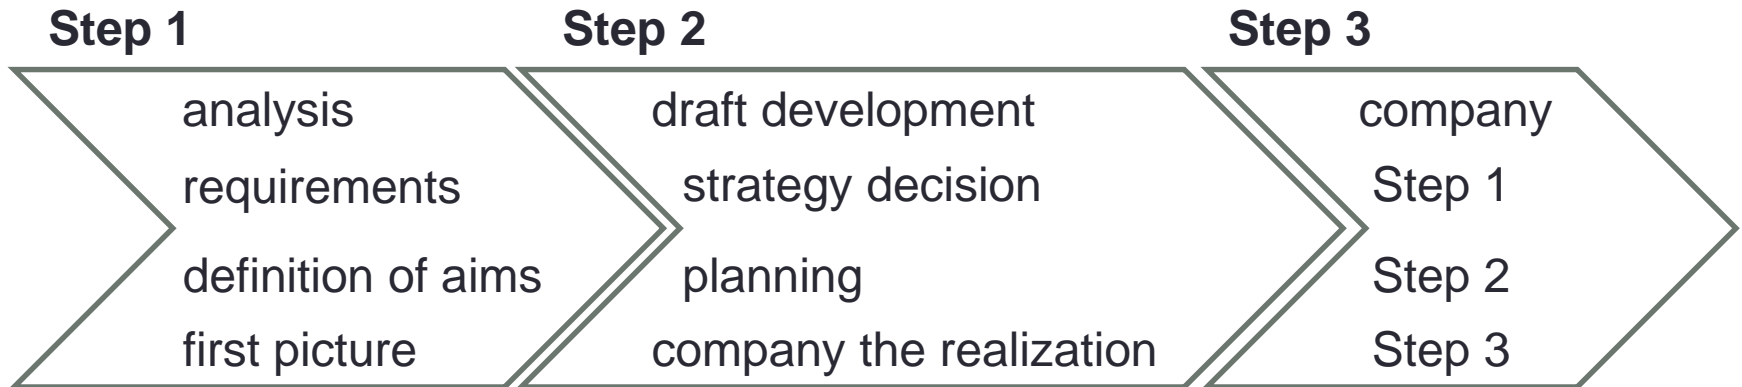 Step 1
analysis
requirements
definition of aims
first picture
Step 2
draft development
strategy decision
planning
company the realization
Step 3
company
Step 1
Step 2
Step 3